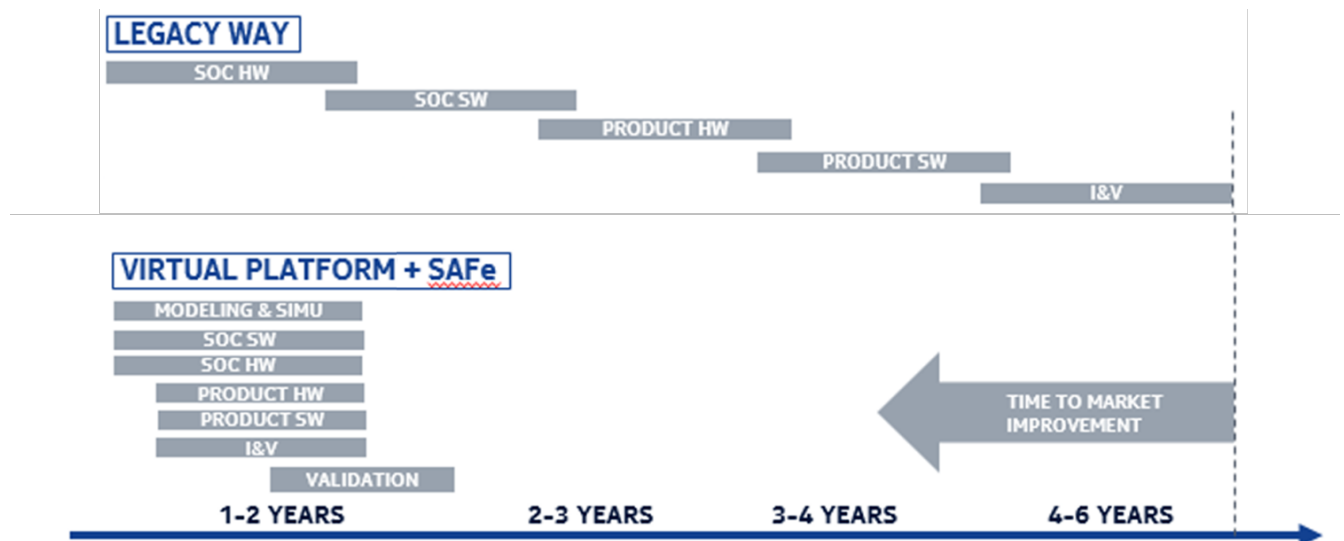 LEGACY WAY
SOC HW
SOC SW
PRODUCT HW
PRODUCT SW
I&V
VIRTUAL PLATFORM + SAFe
MODELING & SIMU
SOC SW
SOC HW
PRODUCT HW
PRODUCT SW
I&V
VALIDATION
TIME TO MARKET
IMPROVEMENT
1-2 YEARS
2-3 YEARS
3-4 YEARS
4-6 YEARS